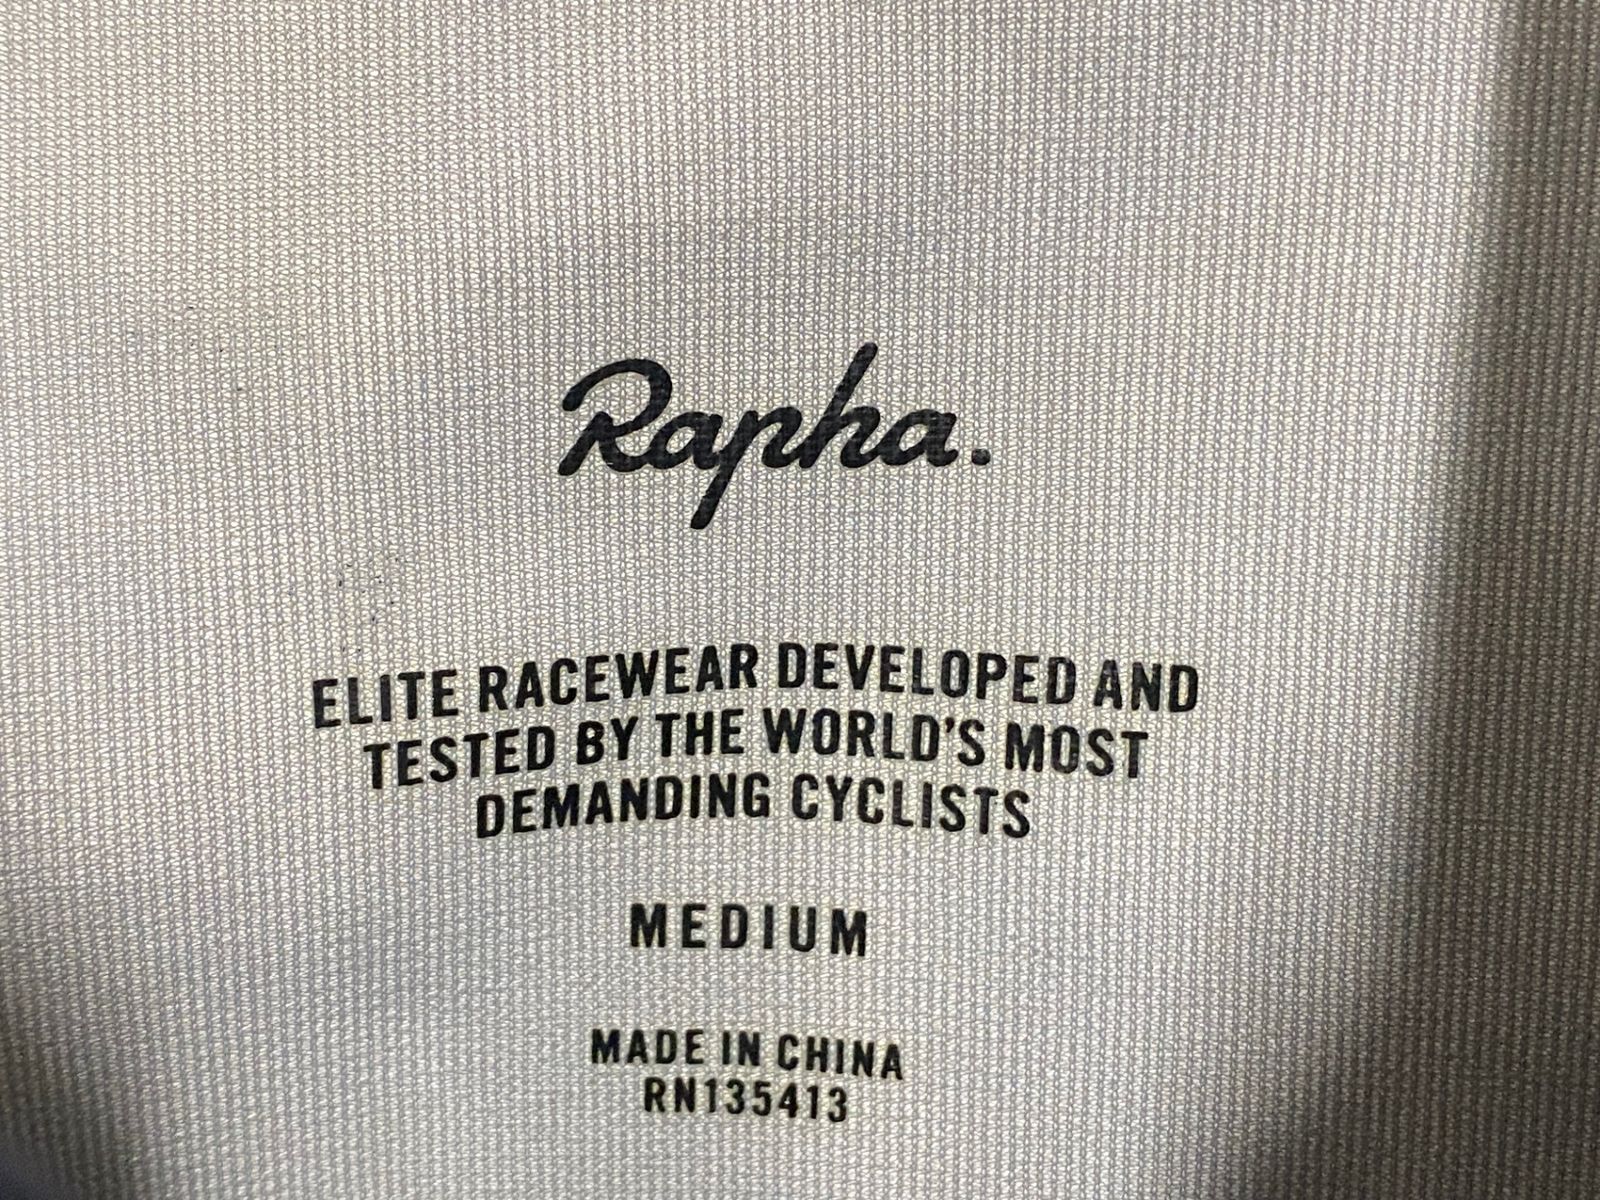 Rapha.
ELITE RACEWEAR DEVELOPED AND
TESTED BY THE WORLD'S MOST
DEMANDING CYCLISTS
MEDIUM
MADE IN CHINA
RN135413